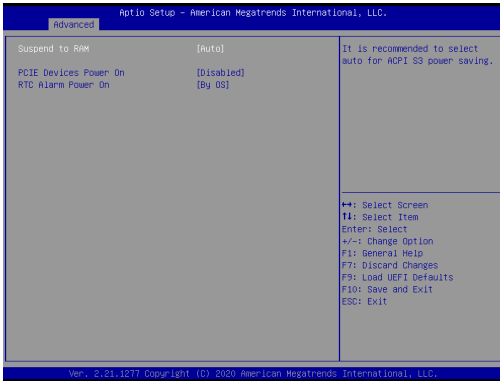 Aptio Setup – American Megatrends International, LLC.
Advanced
Suspend to RAM [Auto]
PCIE Devices Power On [Disabled]
RTC Alarm Power On [By OS]
It is recommended to select
auto for ACPI S3 power saving.
↔: Select Screen
↑↓: Select Item
Enter: Select
+/-: Change Option
F1: General Help
F7: Discard Changes
F9: Load UEFI Defaults
F10: Save and Exit
ESC: Exit
Ver. 2.21.1277 Copyright (C) 2020 American Megatrends International, LLC.